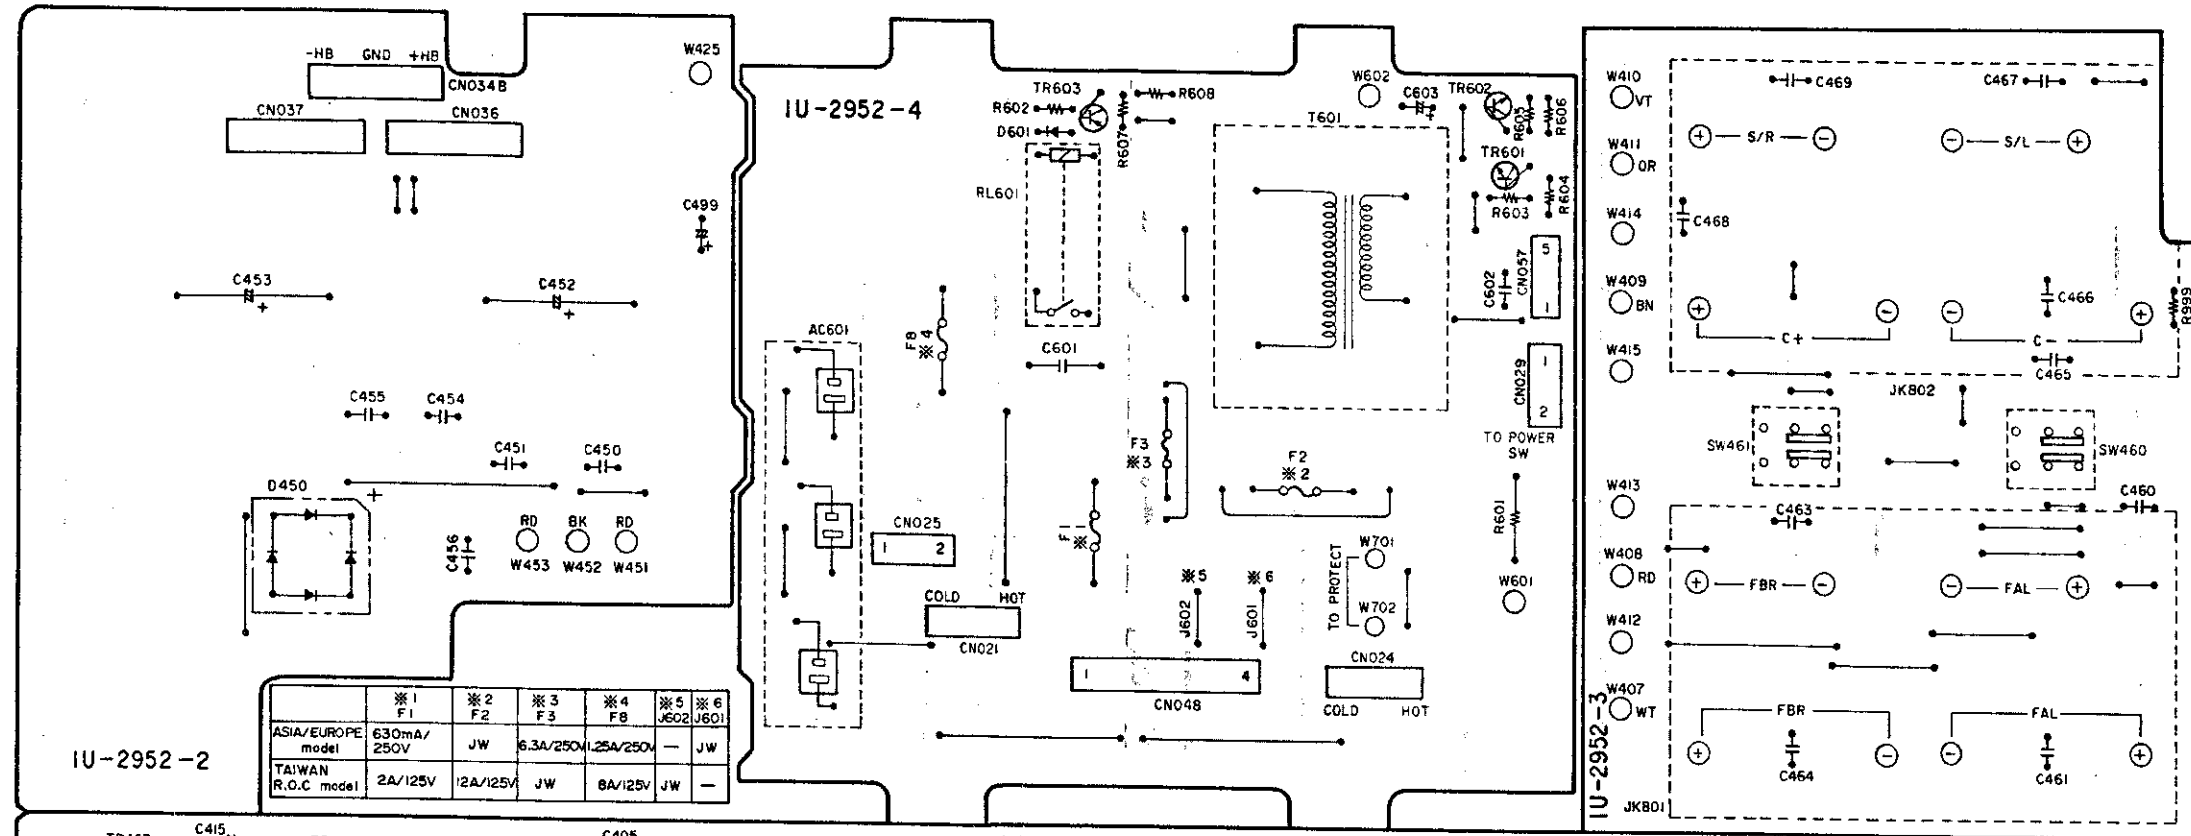 -HB GND +HB
CN034B
CN037
CN036
W425
C499
+
C453
+
C452
+
C455
C454
C451
C450
D450
+
C456
RD BK RD
W453 W452 W451
※1 F1 ※2 F2 ※3 F3 ※4 F8 ※5 J602 ※6 J601
ASIA/EUROPE model 630mA/250V JW 6.3A/250V 1.25A/250V — JW
TAIWAN R.O.C model 2A/125V 12A/125V JW 8A/125V JW —
1U-2952-2
1U-2952-4
TR603
R602
D601
R607
R608
RL601
W602
C603
+
TR602
R605
R606
T601
TR601
R603
R604
C602
CN057
5
1
AC601
F8
※4
C601
CN029
1
2
TO POWER
SW
F3
※3
F2
※2
F1
※1
R601
CN025
1 2
COLD HOT
CN021
※5
J602
※6
J601
TO PROTECT
W701
W702
W601
1 4
CN048
CN024
COLD HOT
W410
VT
W411
OR
W414
W409
BN
W415
W413
W408
RD
W412
W407
WT
1U-2952-3
C469
C467
+ S/R -
- S/L +
C468
C466
R999
+ C+ -
- C- +
C465
JK802
SW461
SW460
C463
C460
+ FBR -
- FAL +
FBR
FAL
+ -
- +
C464
C461
JK801
C415
C405